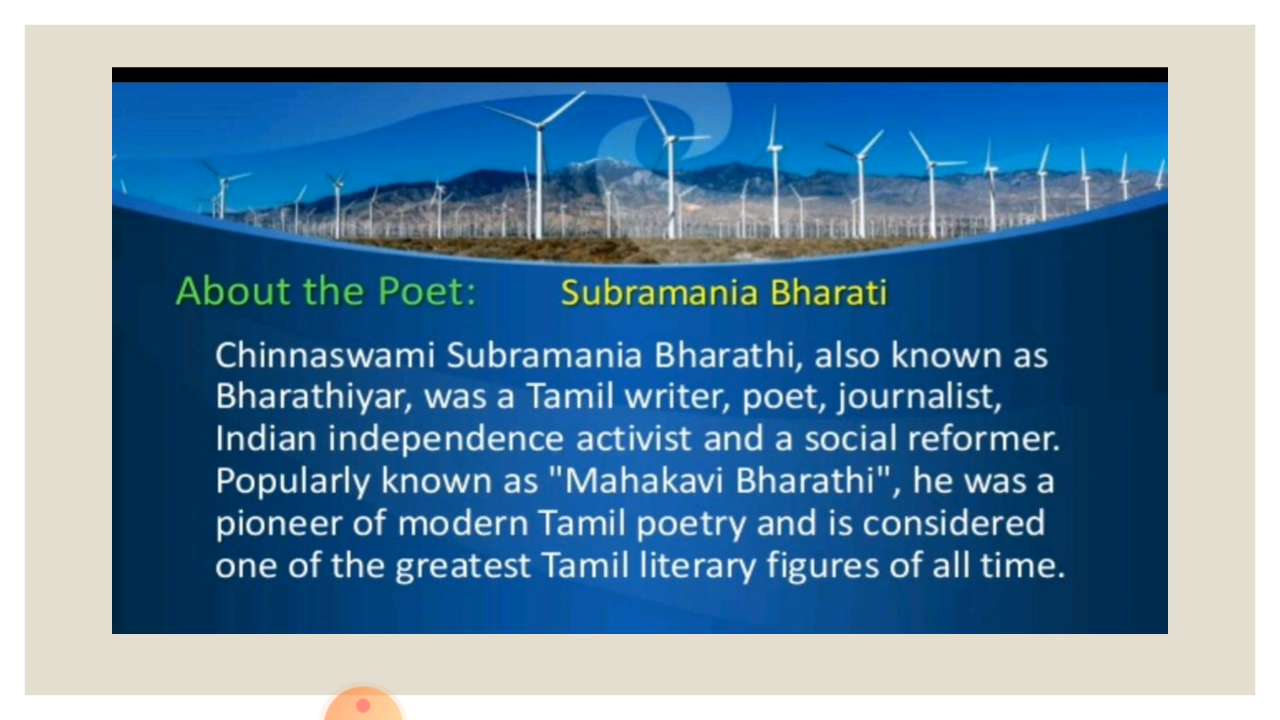 About the Poet: Subramania Bharati
Chinnaswami Subramania Bharathi, also known as
Bharathiyar, was a Tamil writer, poet, journalist,
Indian independence activist and a social reformer.
Popularly known as "Mahakavi Bharathi", he was a
pioneer of modern Tamil poetry and is considered
one of the greatest Tamil literary figures of all time.